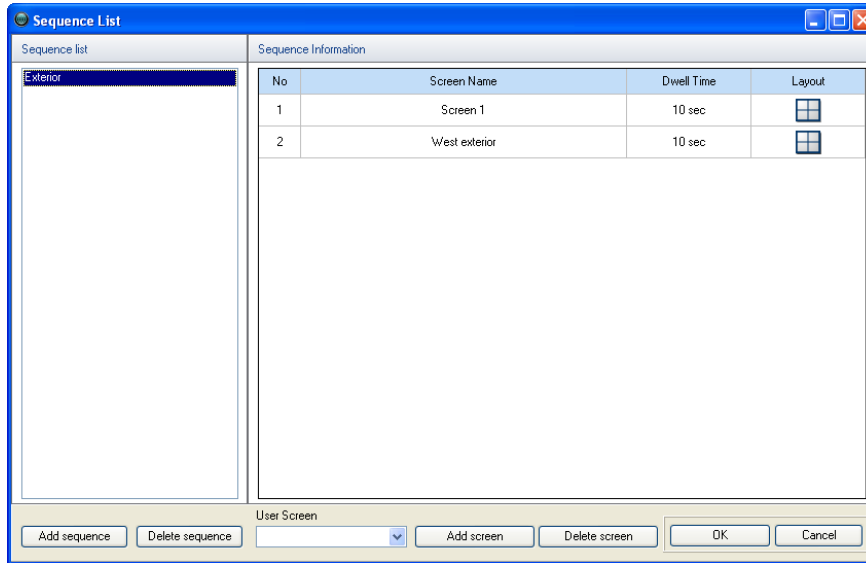 Sequence List
Sequence list
Sequence Information
Exterior
No Screen Name Dwell Time Layout
1 Screen 1 10 sec
2 West exterior 10 sec
User Screen
Add sequence Delete sequence Add screen Delete screen OK Cancel